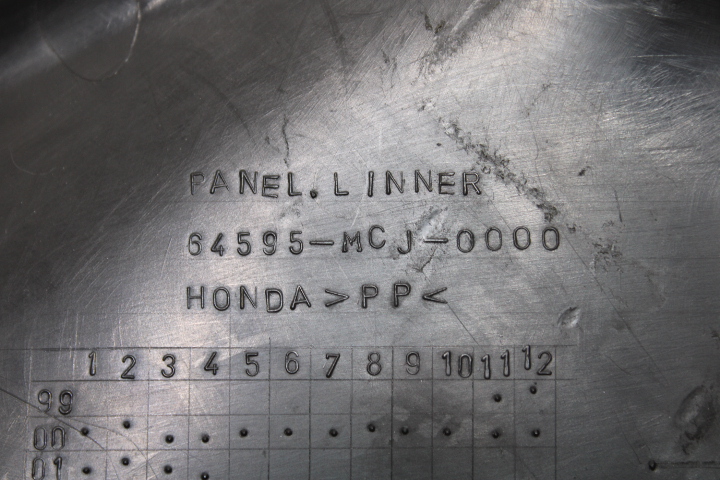 PANEL.L INNER
64595-MCJ-0000
HONDA>PP<
1 2 3 4 5 6 7 8 9 10 11 12
99
00
01